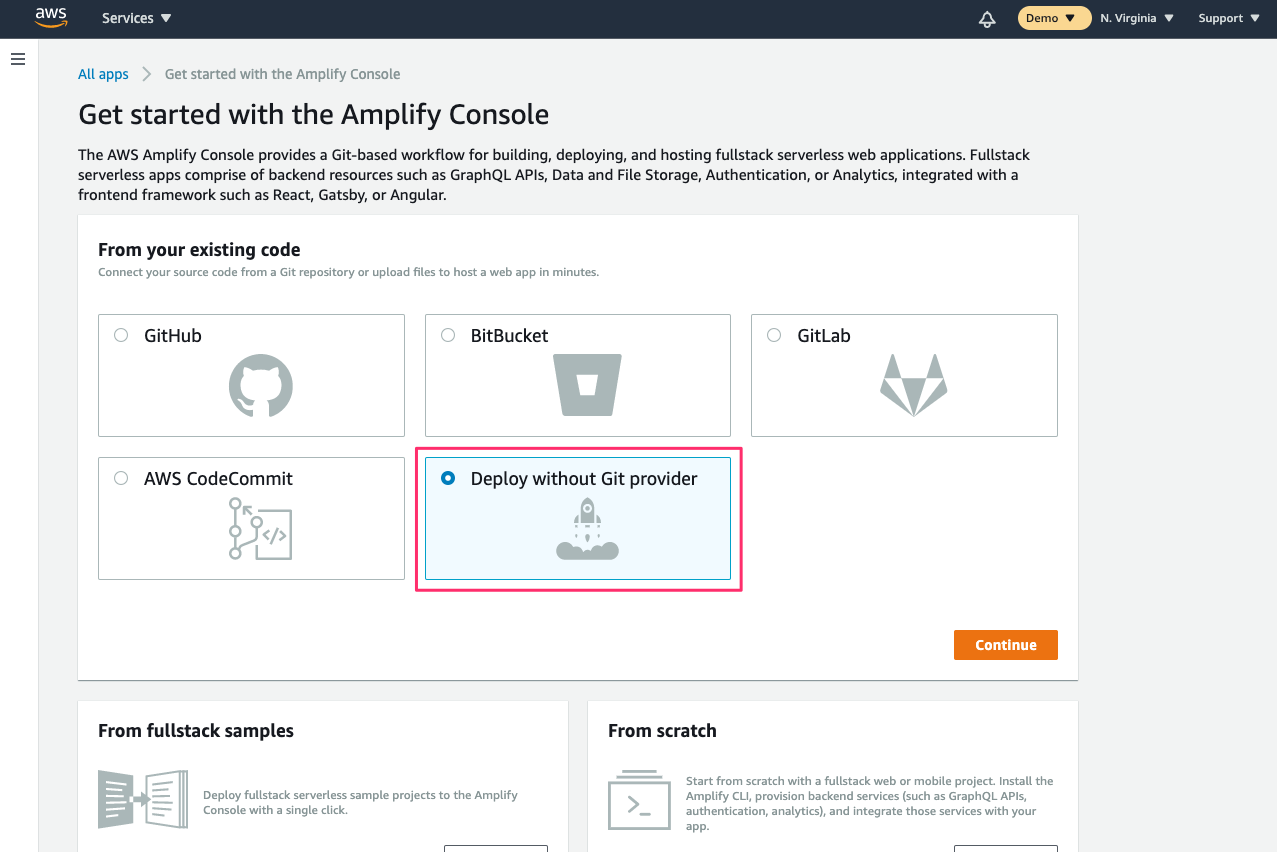 aws
Services
Demo
N. Virginia
Support
All apps
Get started with the Amplify Console
Get started with the Amplify Console
The AWS Amplify Console provides a Git-based workflow for building, deploying, and hosting fullstack serverless web applications. Fullstack
serverless apps comprise of backend resources such as GraphQL APIs, Data and File Storage, Authentication, or Analytics, integrated with a
frontend framework such as React, Gatsby, or Angular.
From your existing code
Connect your source code from a Git repository or upload files to host a web app in minutes.
GitHub
BitBucket
GitLab
AWS CodeCommit
</>
Deploy without Git provider
Continue
From fullstack samples
Deploy fullstack serverless sample projects to the Amplify
Console with a single click.
From scratch
>_
Start from scratch with a fullstack web or mobile project. Install the
Amplify CLI, provision backend services (such as GraphQL APIs,
authentication, analytics), and integrate those services with your
app.